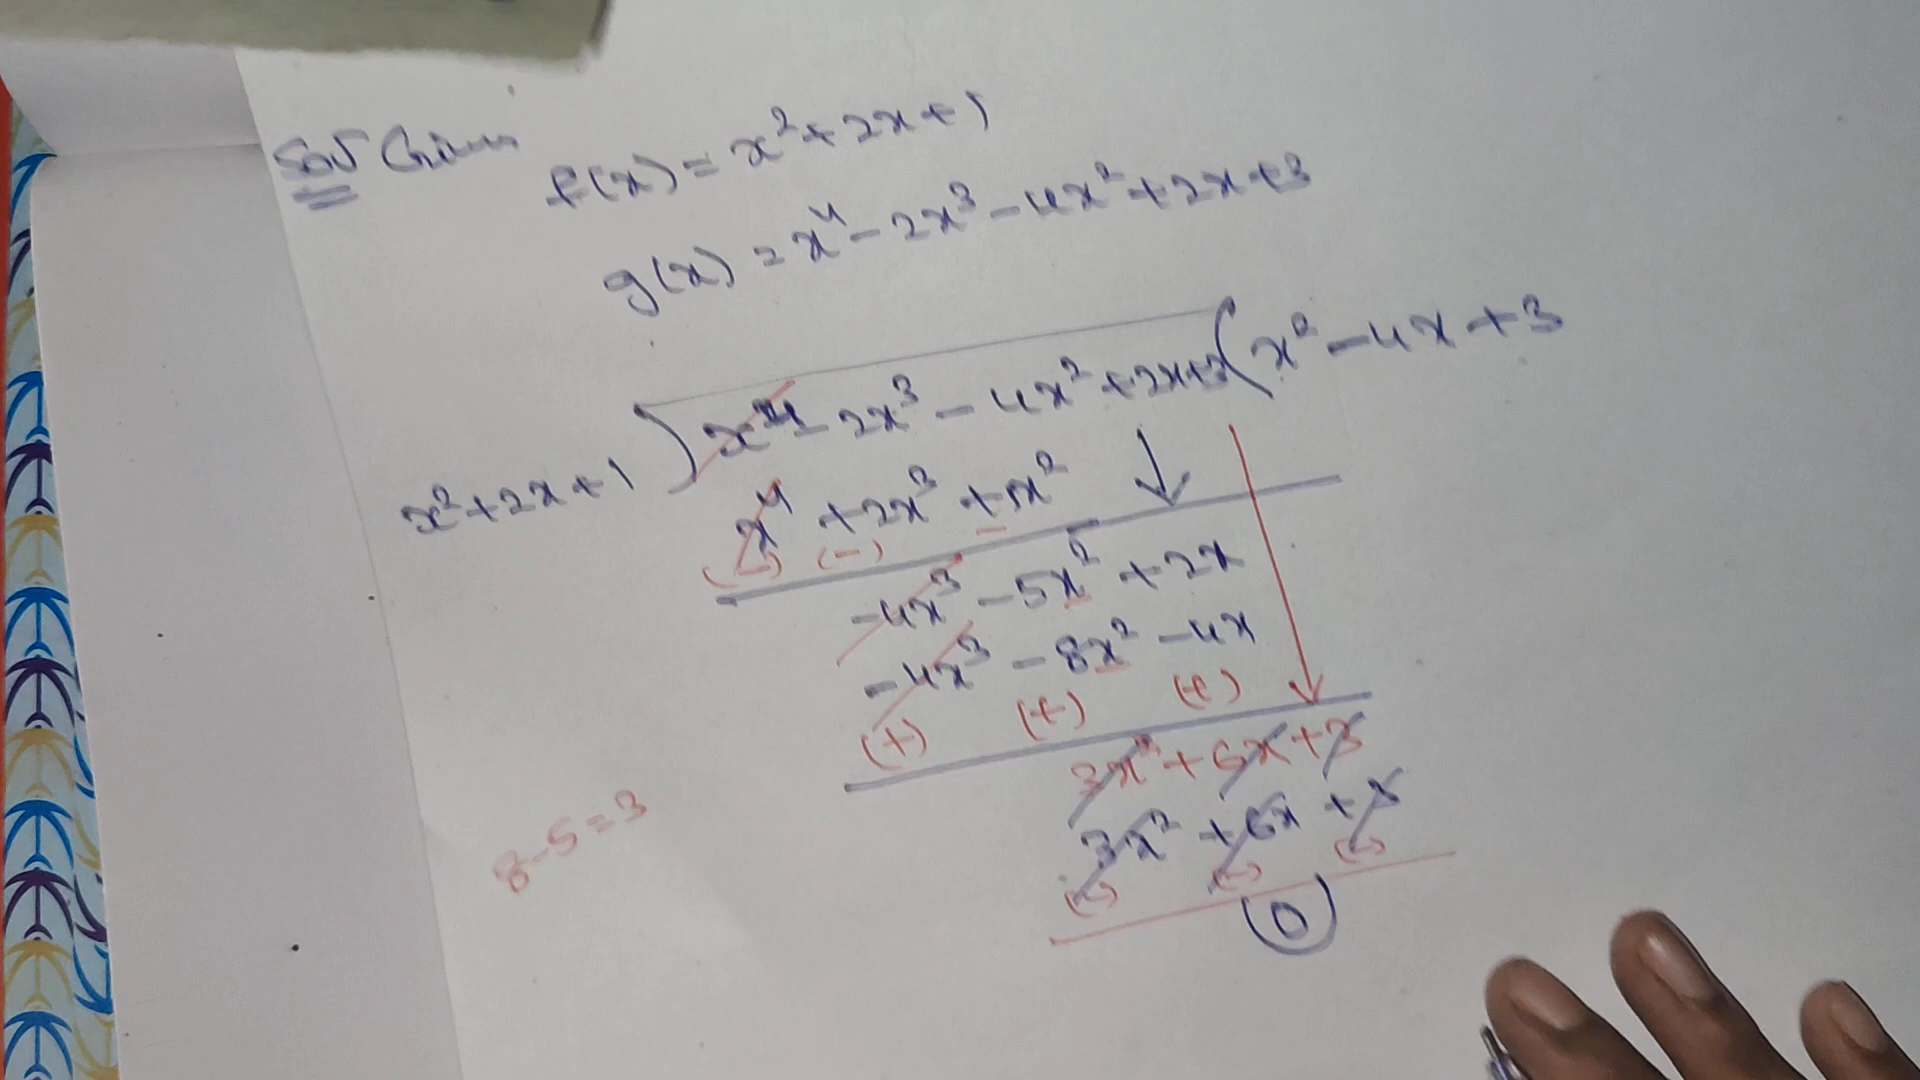 Sol Given f(x) = x² + 2x + 1
g(x) = x⁴ - 2x³ - 4x² + 2x + 3
x² + 2x + 1 ) x⁴ - 2x³ - 4x² + 2x + 3 ( x² - 4x + 3
x⁴ + 2x³ + 1x²
(-) (-) -
-4x³ - 5x² + 2x
-4x³ - 8x² - 4x
(+) (+) (+)
3x² + 6x + 3
8-5=3
3x² + 6x + 3
(-) (-) (-)
0